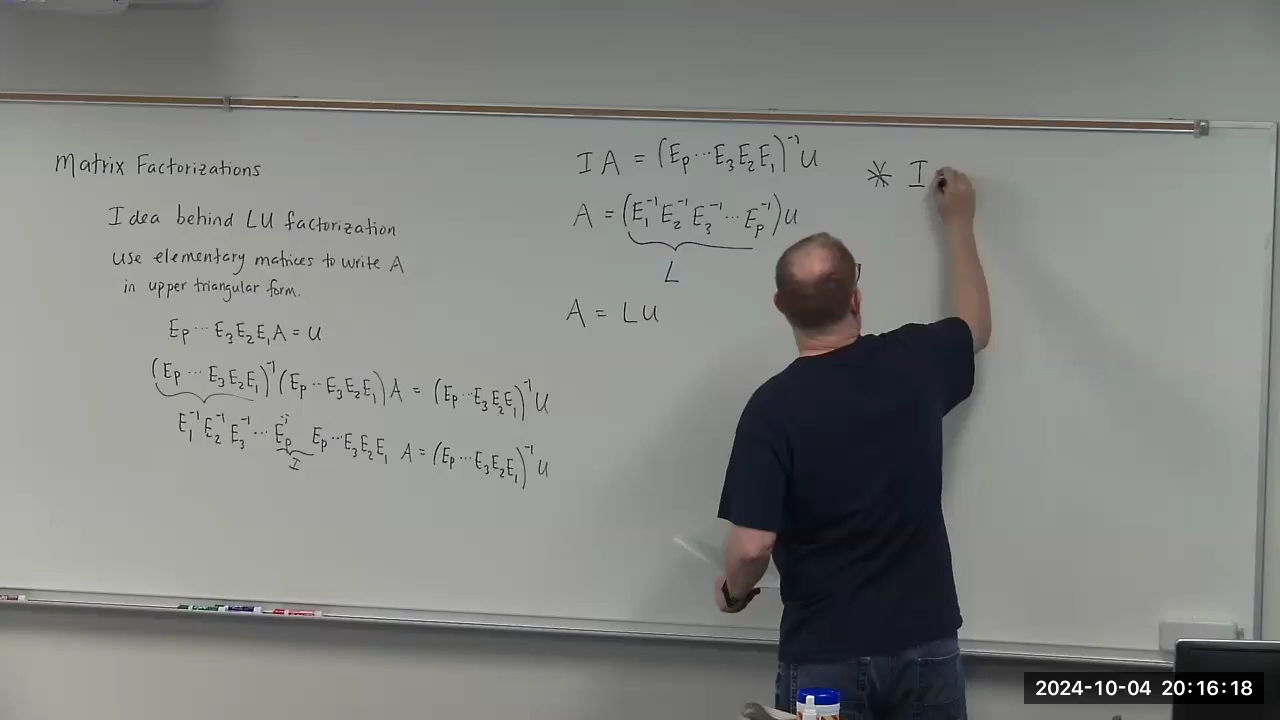 Matrix Factorizations
Idea behind LU factorization
use elementary matrices to write A
in upper triangular form.
Ep ⋯ E₃E₂E₁A = U
(Ep ⋯ E₃E₂E₁)⁻¹(Ep ⋯ E₃E₂E₁)A = (Ep ⋯ E₃E₂E₁)⁻¹U
E₁⁻¹E₂⁻¹E₃⁻¹ ⋯ Ep⁻¹ Ep ⋯ E₃E₂E₁ A = (Ep ⋯ E₃E₂E₁)⁻¹U
I
IA = (Ep ⋯ E₃E₂E₁)⁻¹U
A = (E₁⁻¹E₂⁻¹E₃⁻¹ ⋯ Ep⁻¹)U
L
A = LU
* I
2024-10-04 20:16:18